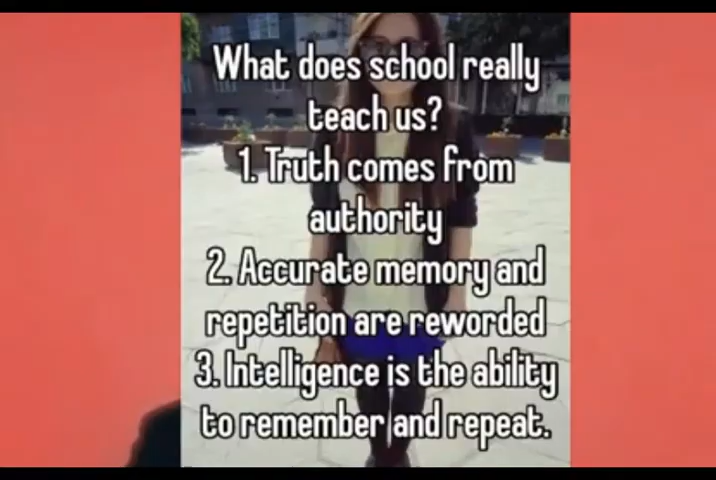 What does school really
teach us?
1. Truth comes from
authority
2. Accurate memory and
repetition are reworded
3. Intelligence is the ability
to remember and repeat.